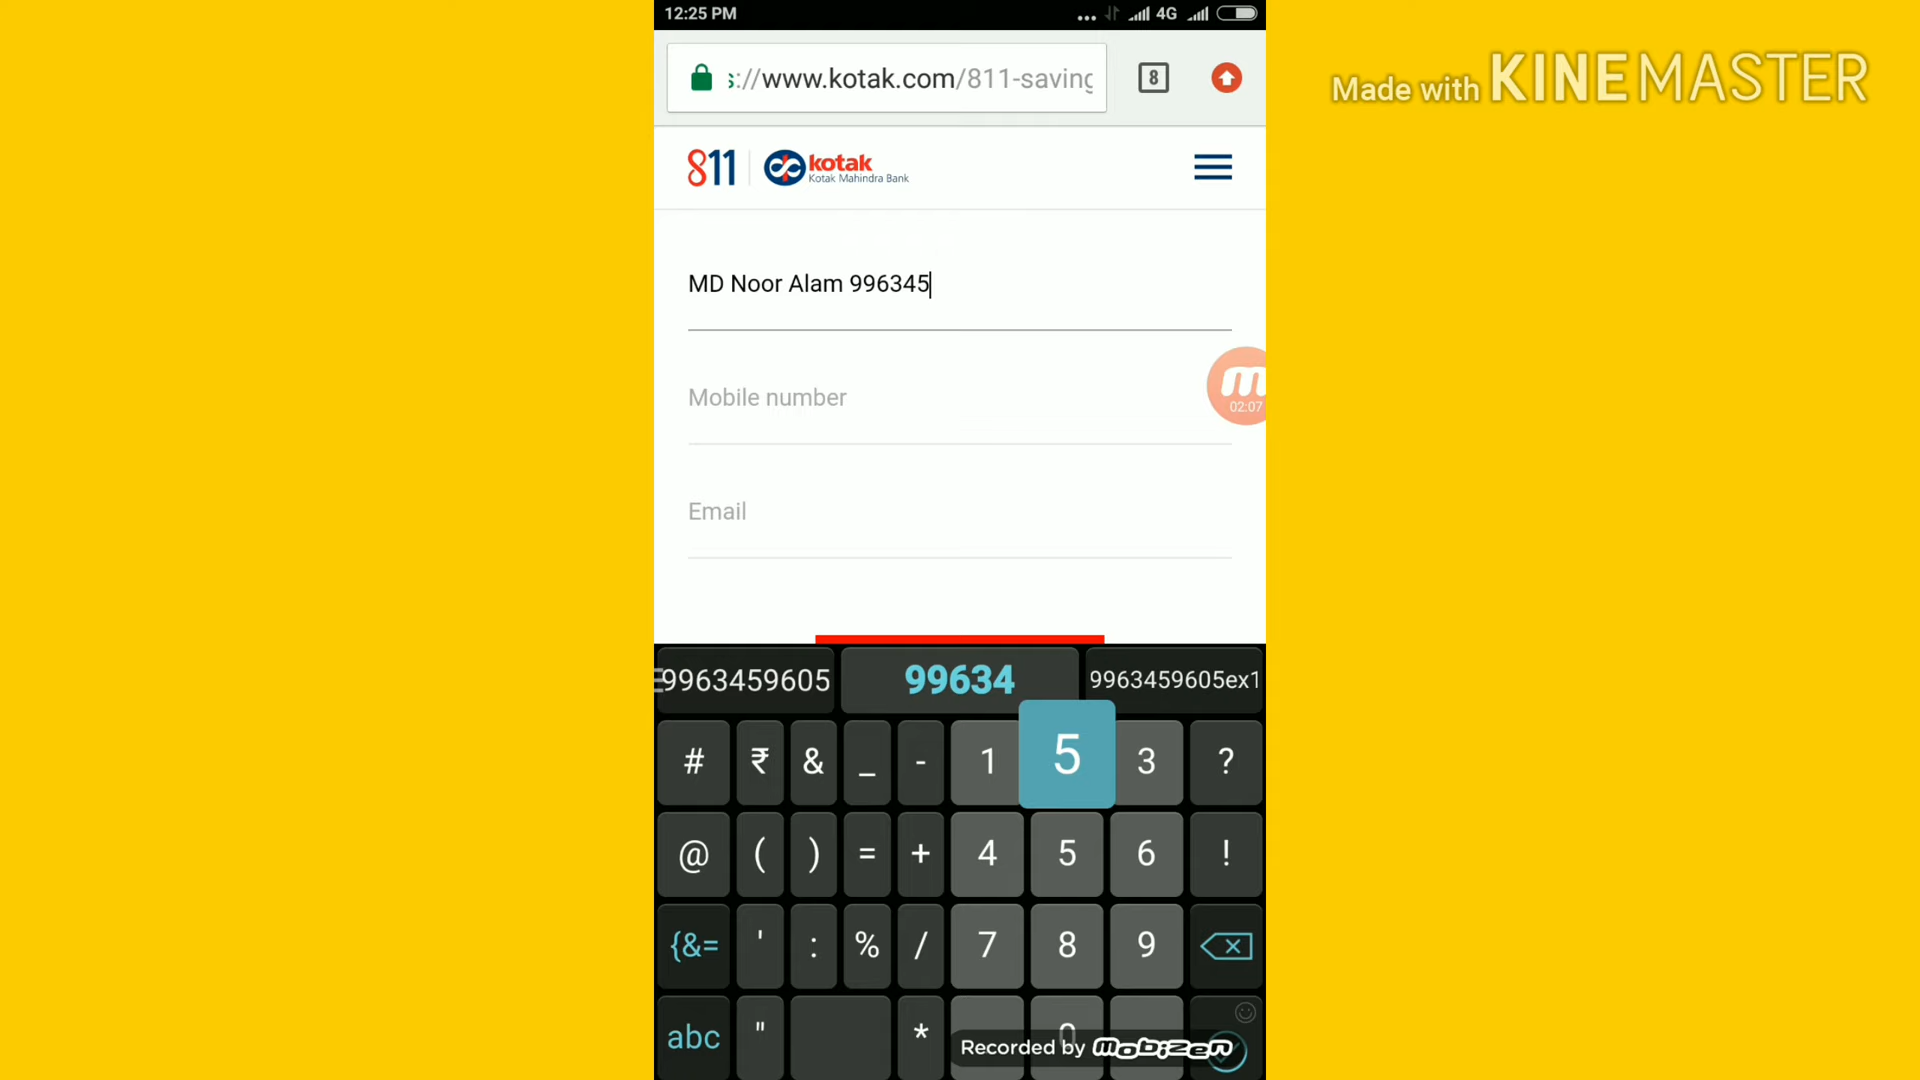 12:25 PM
4G
s://www.kotak.com/811-saving
8
Made with KINEMASTER
811
kotak
Kotak Mahindra Bank
MD Noor Alam 996345
Mobile number
02:07
Email
9963459605 99634 9963459605ex1
# ₹ & _ - 1 5 3 ?
@ ( ) = + 4 5 6 !
{&= ' : % / 7 8 9
abc " * 0
Recorded by mobizen